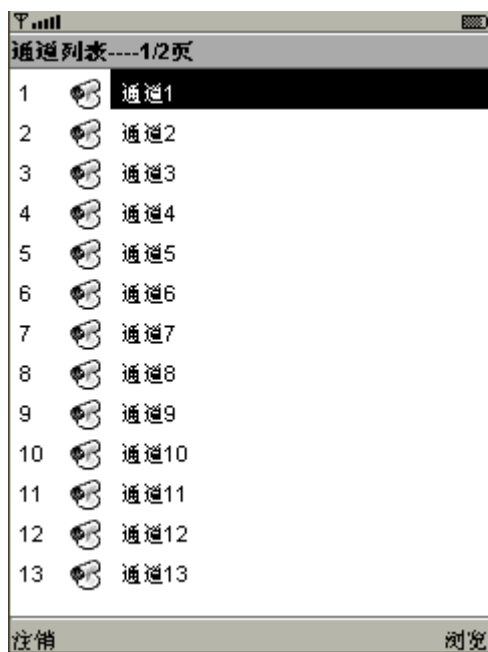 通道列表----1/2页
1 通道1
2 通道2
3 通道3
4 通道4
5 通道5
6 通道6
7 通道7
8 通道8
9 通道9
10 通道10
11 通道11
12 通道12
13 通道13
注销 浏览